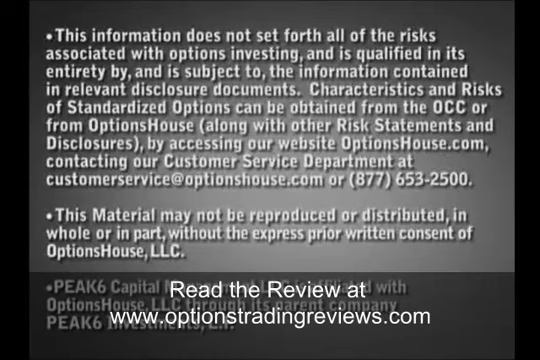 •This information does not set forth all of the risks
associated with options investing, and is qualified in its
entirety by, and is subject to, the information contained
in relevant disclosure documents. Characteristics and Risks
of Standardized Options can be obtained from the OCC or
from OptionsHouse (along with other Risk Statements and
Disclosures), by accessing our website OptionsHouse.com,
contacting our Customer Service Department at
customerservice@optionshouse.com or (877) 653-2500.
•This Material may not be reproduced or distributed, in
whole or in part, without the express prior written consent of
OptionsHouse, LLC.
•PEAK6 Capital with
OptionsHouse, LLC through its parent company
PEAK6
Read the Review at
www.optionstradingreviews.com